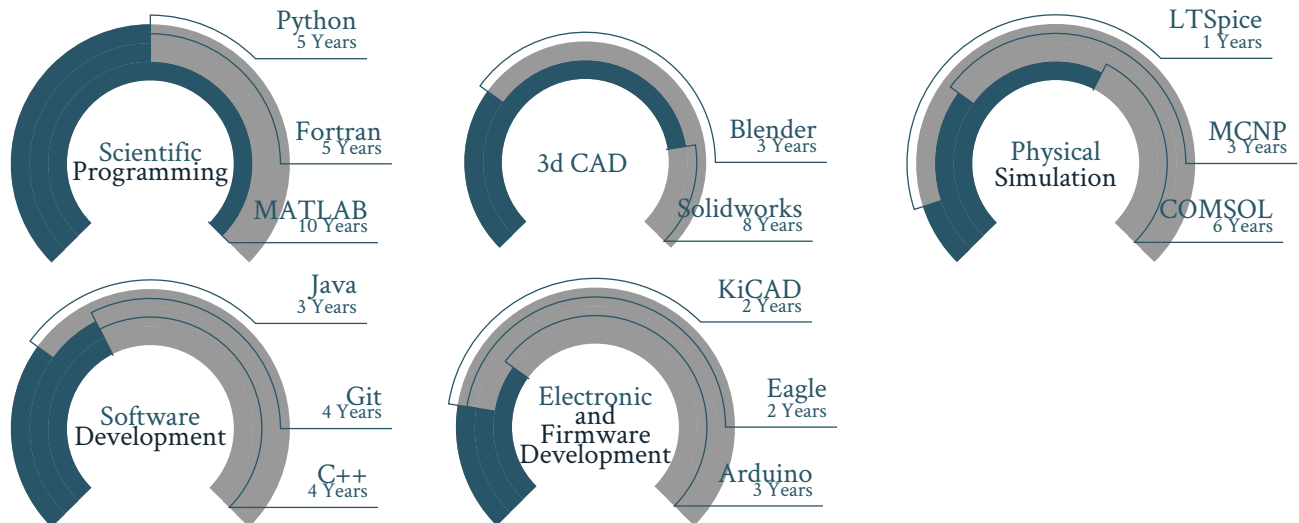 Python
5 Years
Fortran
5 Years
Scientific
Programming
MATLAB
10 Years
Blender
3 Years
3d CAD
Solidworks
8 Years
LTSpice
1 Years
MCNP
3 Years
Physical
Simulation
COMSOL
6 Years
Java
3 Years
Git
4 Years
Software
Development
C++
4 Years
KiCAD
2 Years
Eagle
2 Years
Electronic
and
Firmware
Development
Arduino
3 Years